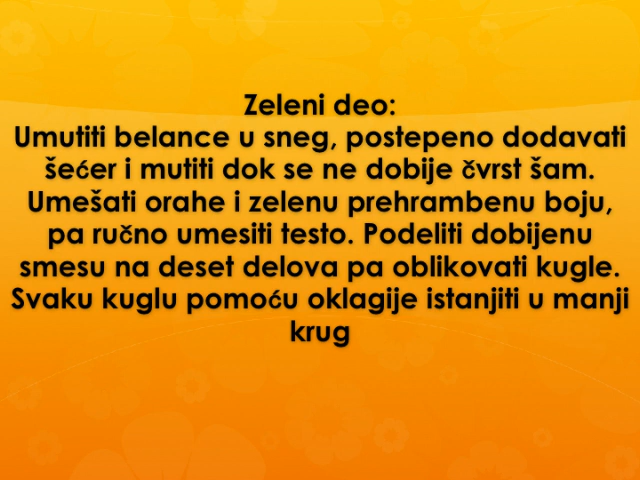 Zeleni deo:
Umutiti belance u sneg, postepeno dodavati
šećer i mutiti dok se ne dobije čvrst šam.
Umešati orahe i zelenu prehrambenu boju,
pa ručno umesiti testo. Podeliti dobijenu
smesu na deset delova pa oblikovati kugle.
Svaku kuglu pomoću oklagije istanjiti u manji
krug